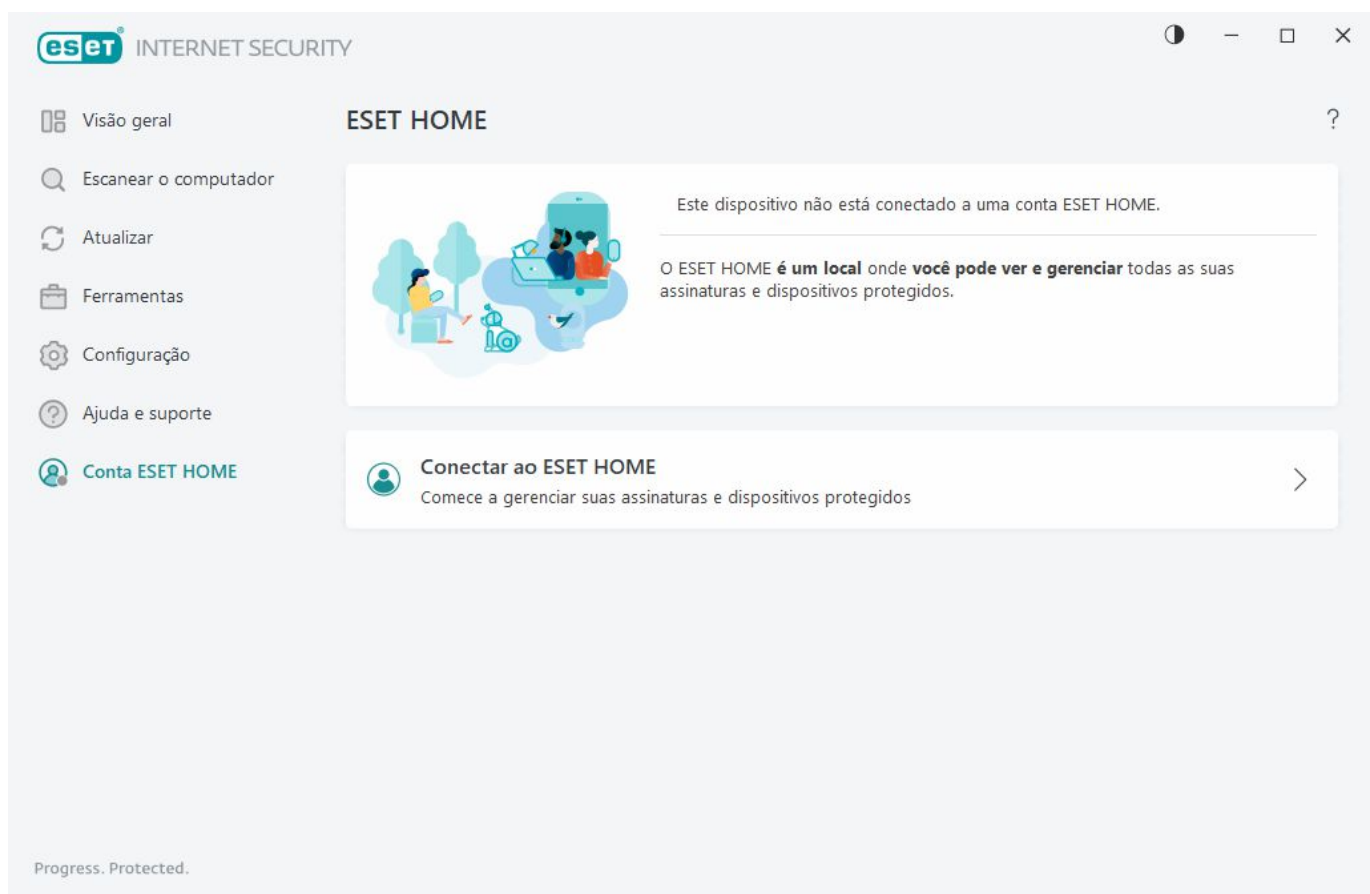 eset® INTERNET SECURITY
Visão geral
Escanear o computador
Atualizar
Ferramentas
Configuração
Ajuda e suporte
Conta ESET HOME
ESET HOME
?
Este dispositivo não está conectado a uma conta ESET HOME.
O ESET HOME é um local onde você pode ver e gerenciar todas as suas
assinaturas e dispositivos protegidos.
Conectar ao ESET HOME
Comece a gerenciar suas assinaturas e dispositivos protegidos
Progress. Protected.